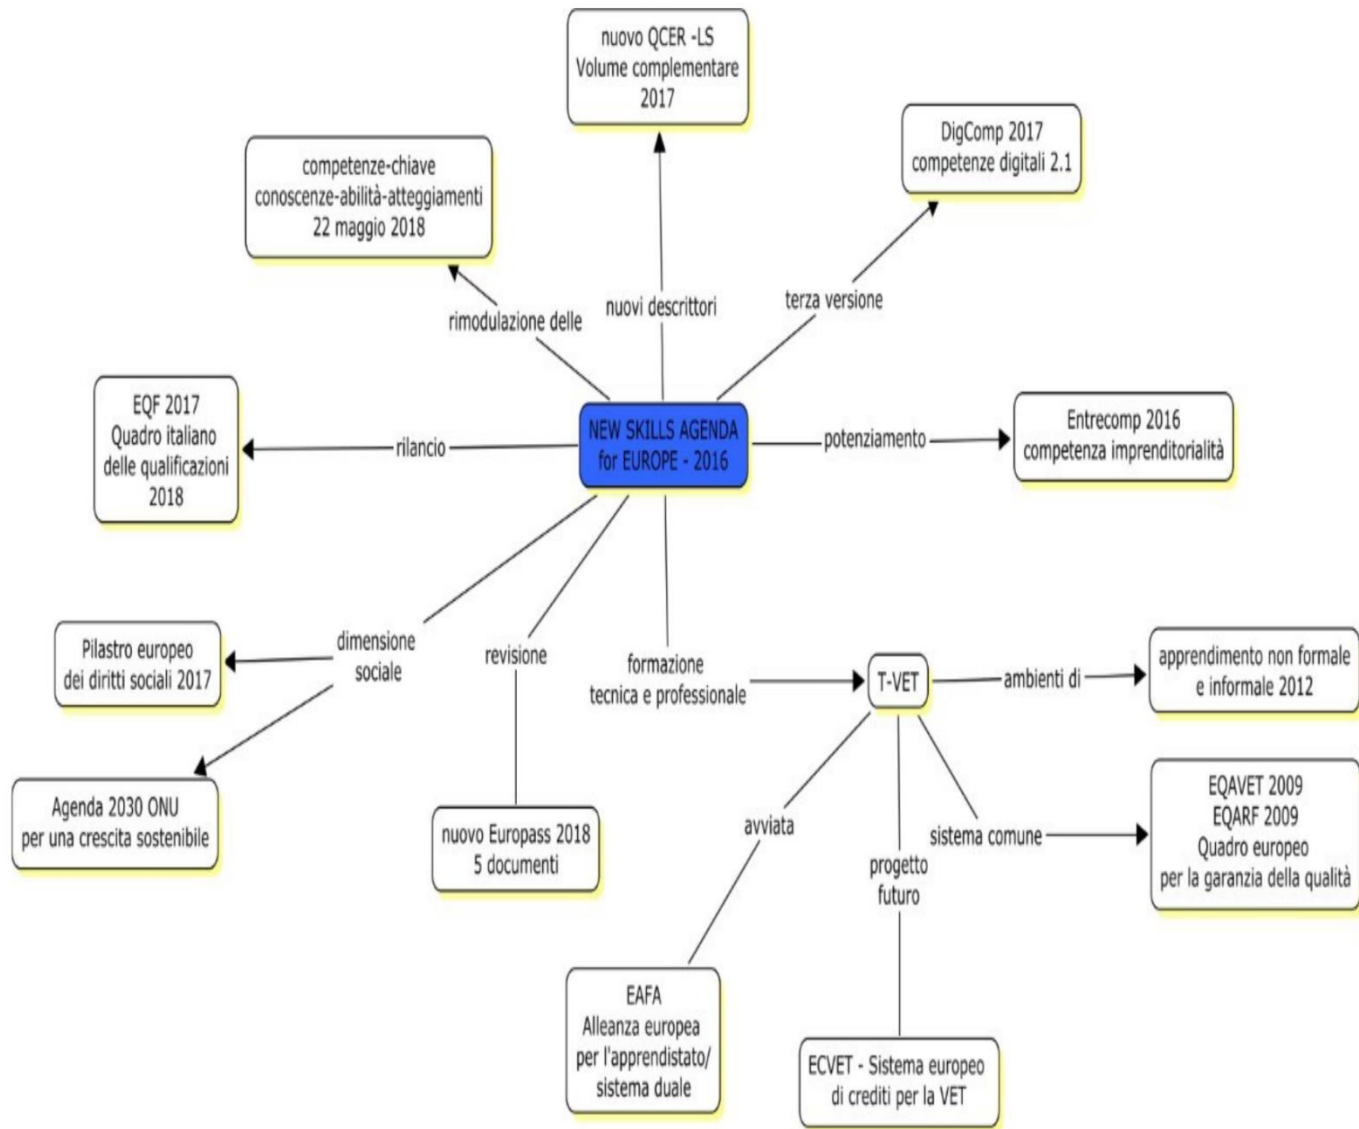 nuovo QCER -LS
Volume complementare
2017
DigComp 2017
competenze digitali 2.1
competenze-chiave
conoscenze-abilità-atteggiamenti
22 maggio 2018
terza versione
nuovi descrittori
rimodulazione delle
EQF 2017
Quadro italiano
delle qualificazioni
2018
rilancio
NEW SKILLS AGENDA
for EUROPE - 2016
potenziamento
Entrecomp 2016
competenza imprenditorialità
Pilastro europeo
dei diritti sociali 2017
dimensione
sociale
revisione
formazione
tecnica e professionale
T-VET
ambienti di
apprendimento non formale
e informale 2012
Agenda 2030 ONU
per una crescita sostenibile
nuovo Europass 2018
5 documenti
avviata
progetto
futuro
sistema comune
EQAVET 2009
EQARF 2009
Quadro europeo
per la garanzia della qualità
EAFA
Alleanza europea
per l'apprendistato/
sistema duale
ECVET - Sistema europeo
di crediti per la VET